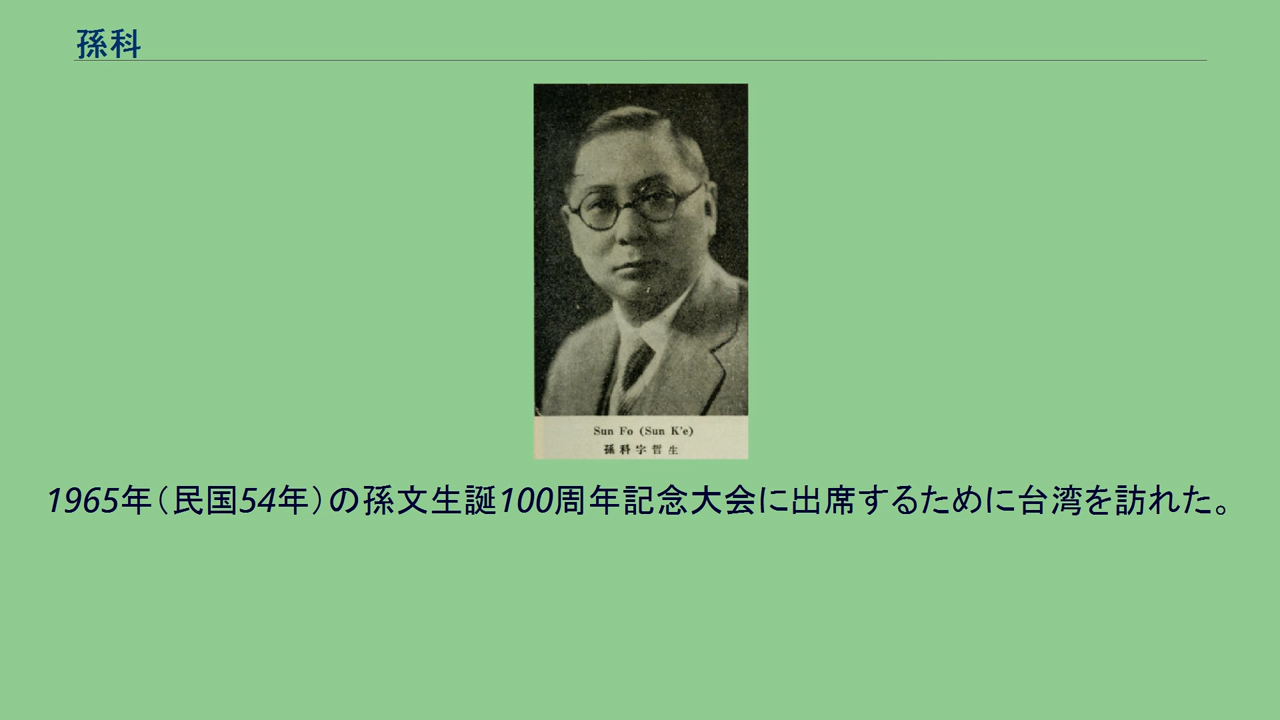 孫科
Sun Fo (Sun K'e)
孫科字哲生
1965年（民国54年）の孫文生誕100周年記念大会に出席するために台湾を訪れた。